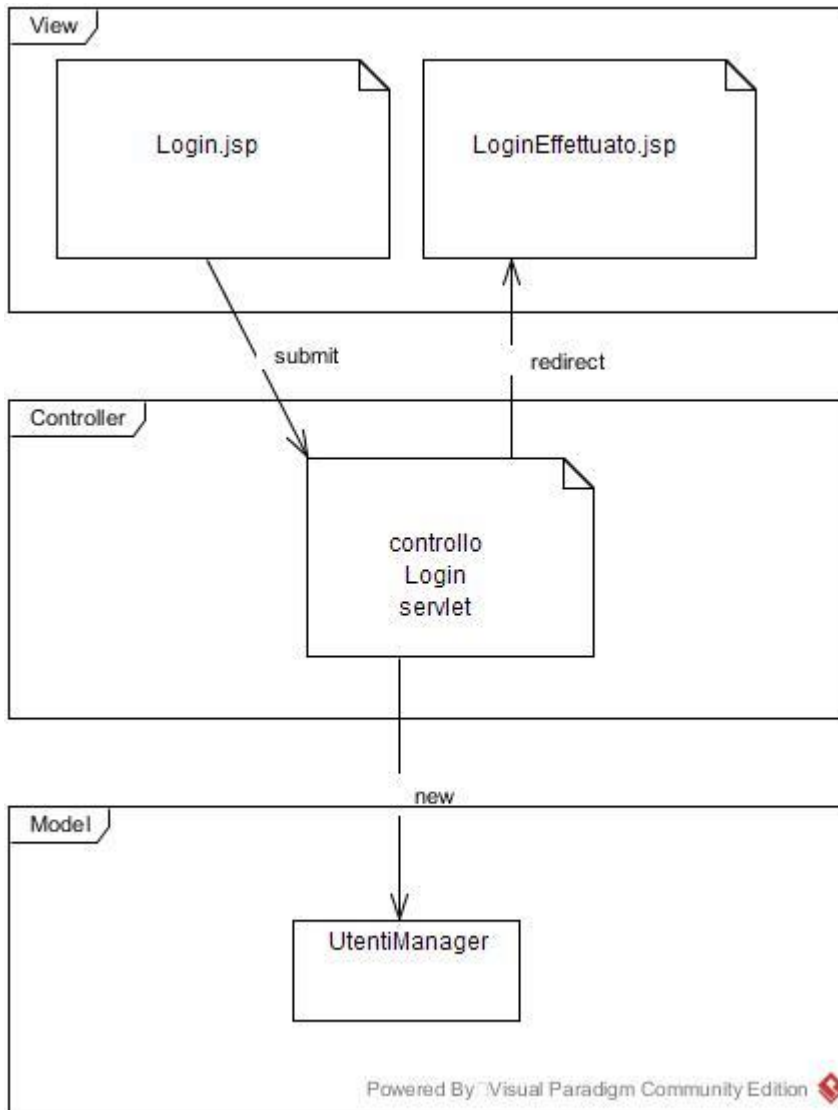 View
Login.jsp
LoginEffettuato.jsp
submit
redirect
Controller
controllo
Login
servlet
new
Model
UtentiManager
Powered By Visual Paradigm Community Edition